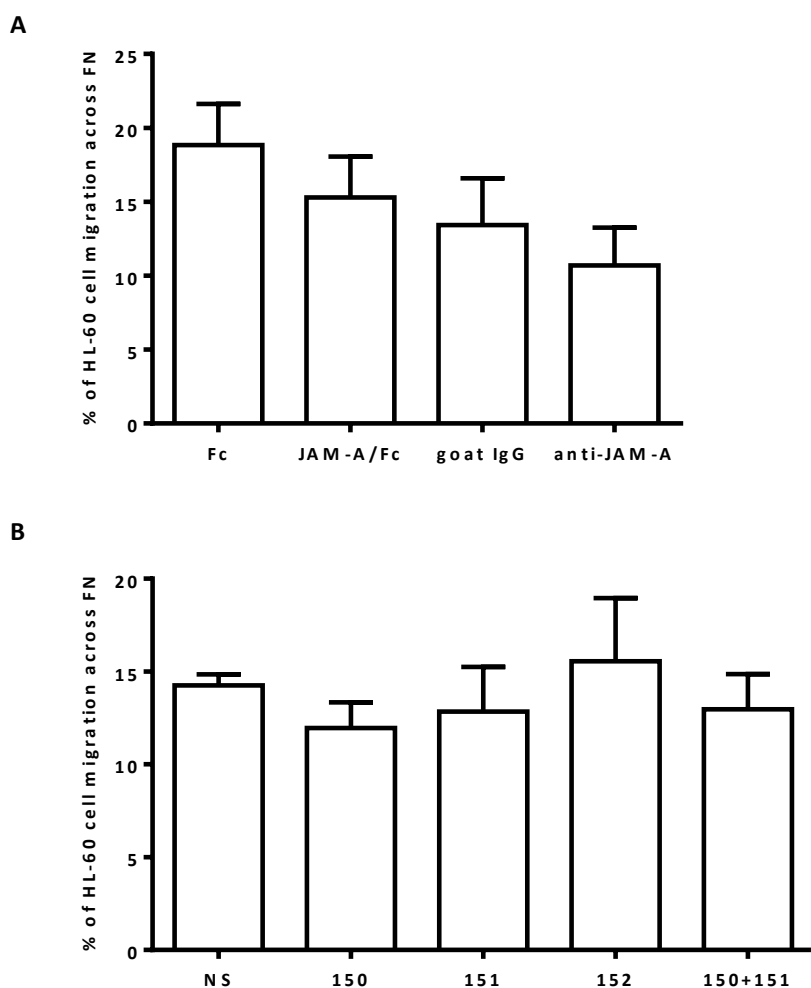 A
% of HL-60 cell migration across FN
25
20
15
10
5
0
Fc JAM-A/Fc goat IgG anti-JAM-A
B
% of HL-60 cell migration across FN
20
15
10
5
0
NS 150 151 152 150+151